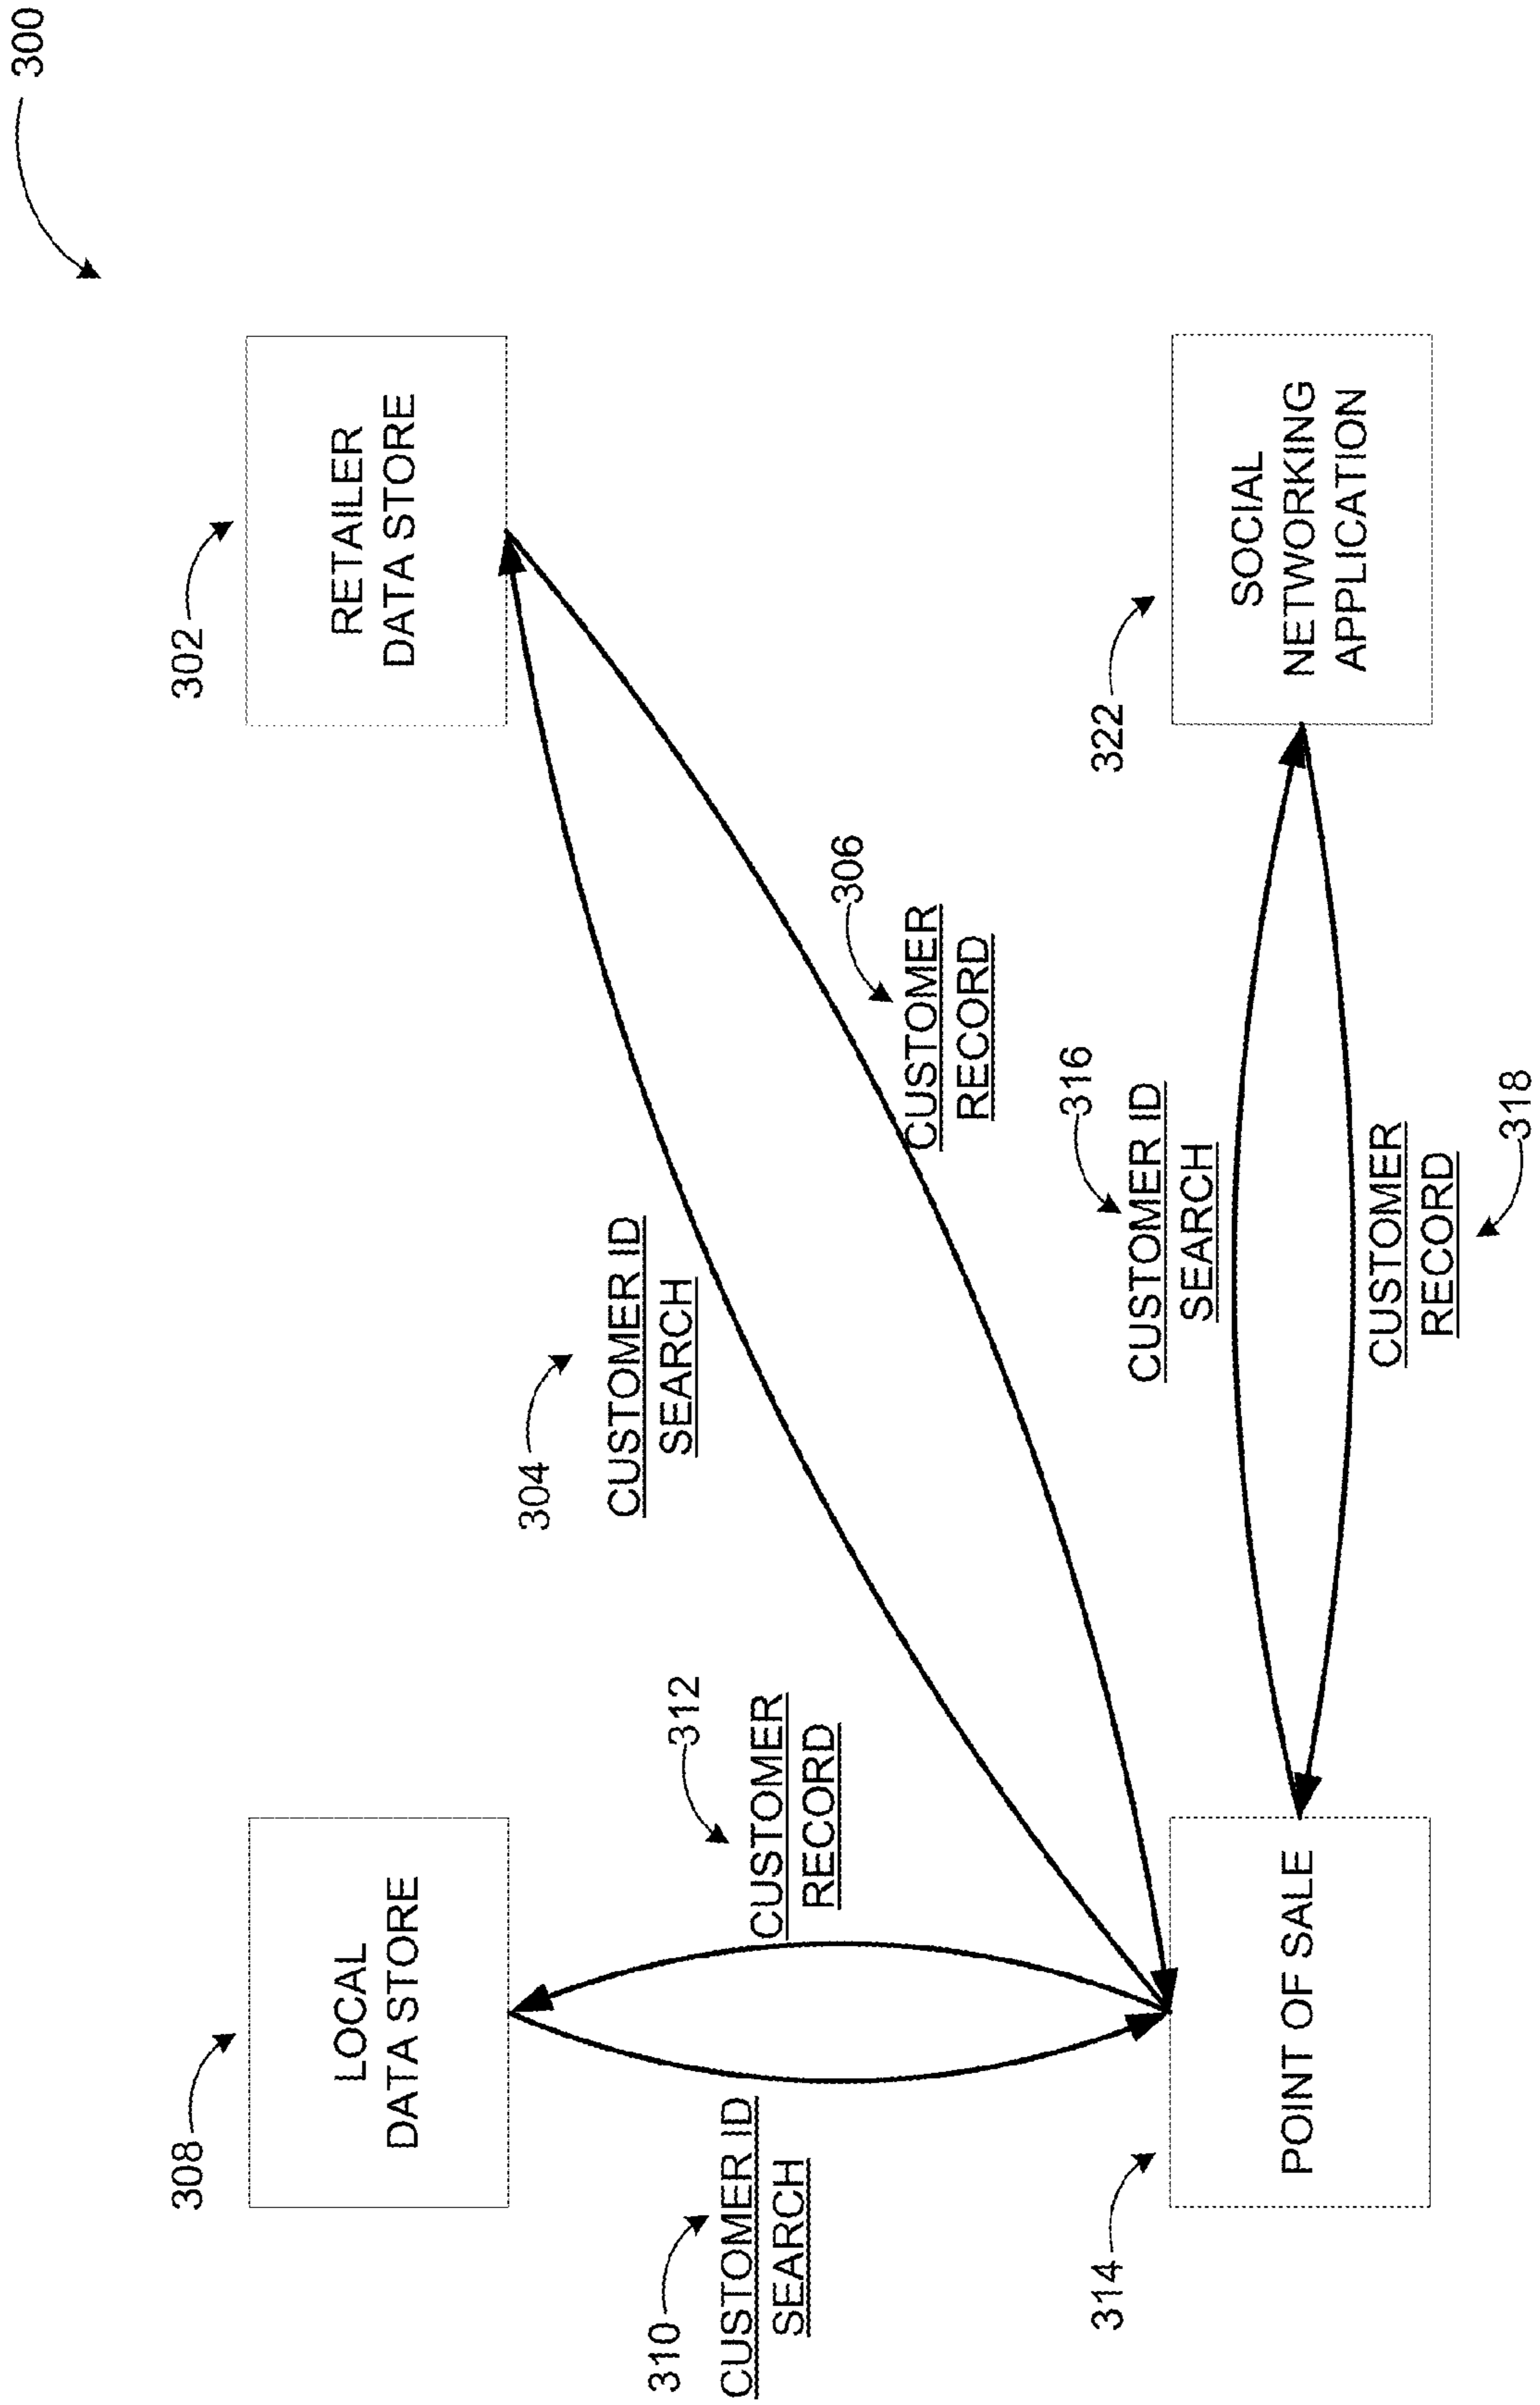 300
308
302
LOCAL
DATA STORE
RETAILER
DATA STORE
304
CUSTOMER ID
SEARCH
310
CUSTOMER ID
SEARCH
312
CUSTOMER
RECORD
306
CUSTOMER
RECORD
316
CUSTOMER ID
SEARCH
314
POINT OF SALE
322
SOCIAL
NETWORKING
APPLICATION
CUSTOMER
RECORD
318